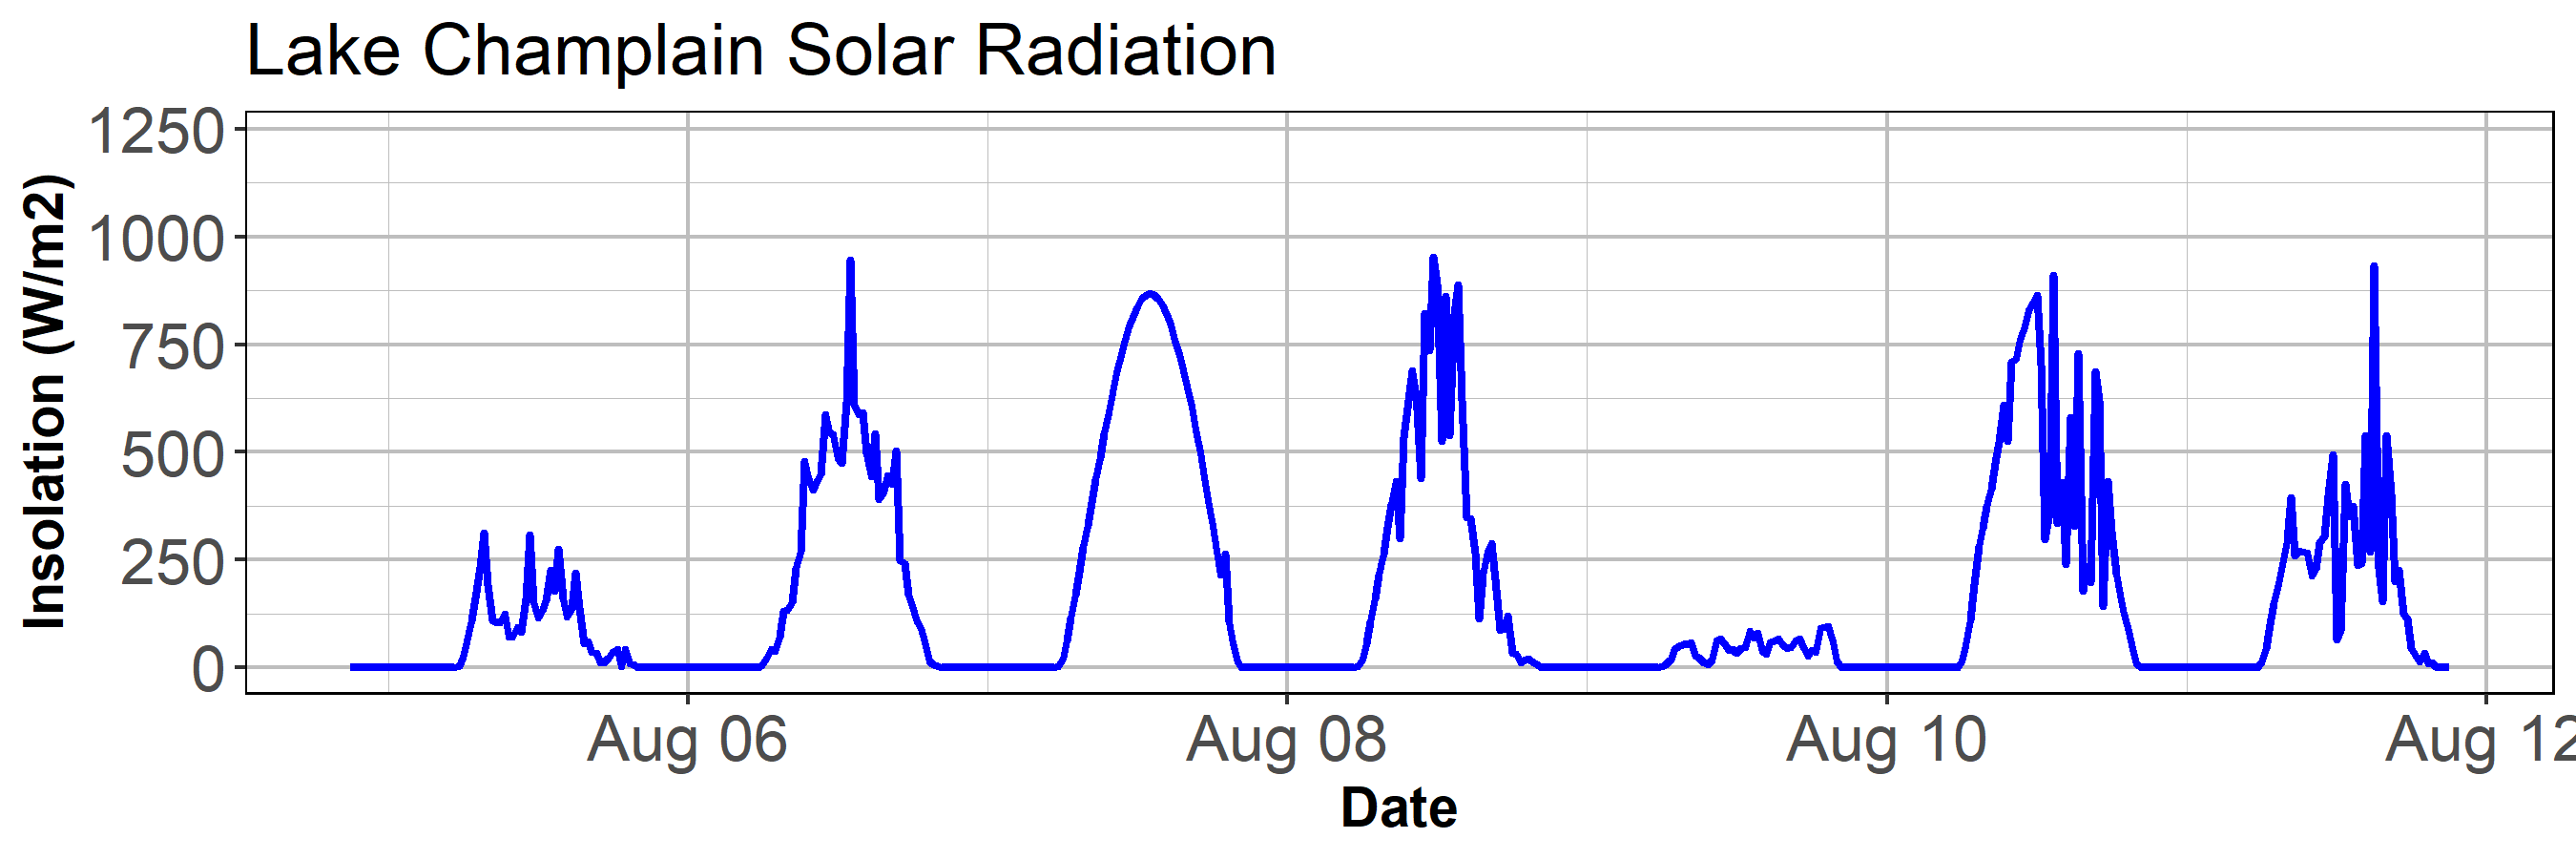 Lake Champlain Solar Radiation
1250
1000
750
500
250
0
Insolation (W/m2)
Aug 06 Aug 08 Aug 10 Aug 12
Date